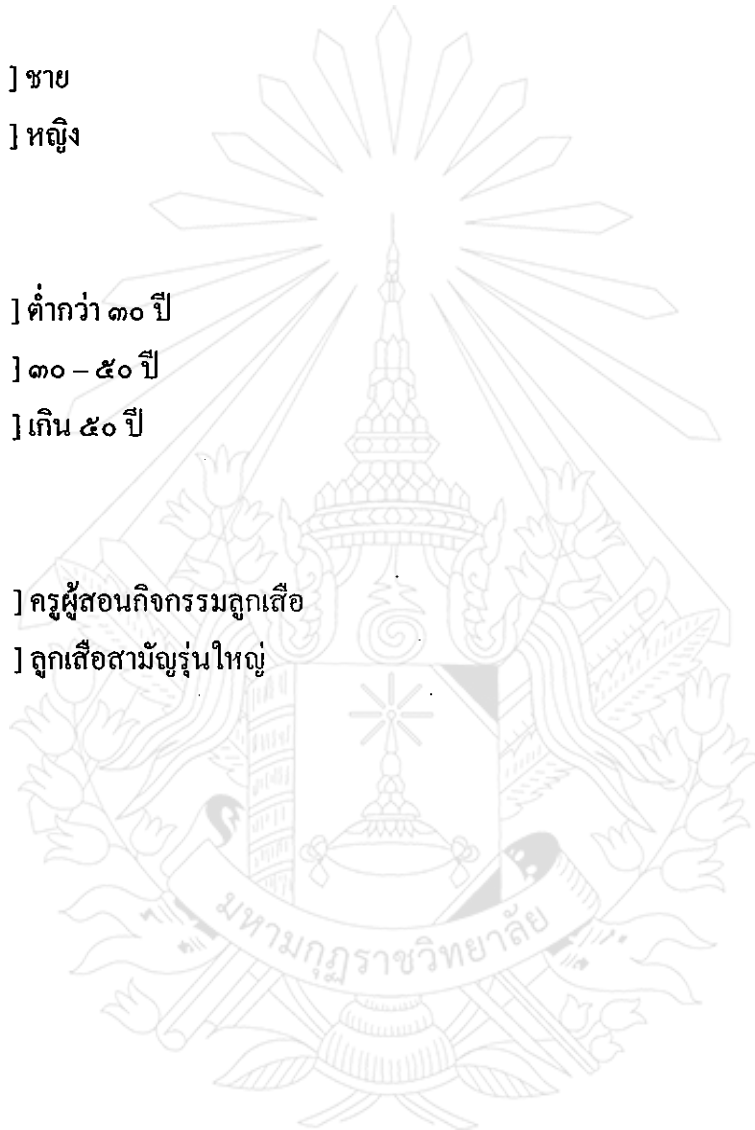 ] ชาย
] หญิง
] ต่ำกว่า ๓๐ ปี
] ๓๐ – ๕๐ ปี
] เกิน ๕๐ ปี
] ครูผู้สอนกิจกรรมลูกเสือ
] ลูกเสือสามัญรุ่นใหญ่
มหามกุฏราชวิทยาลัย